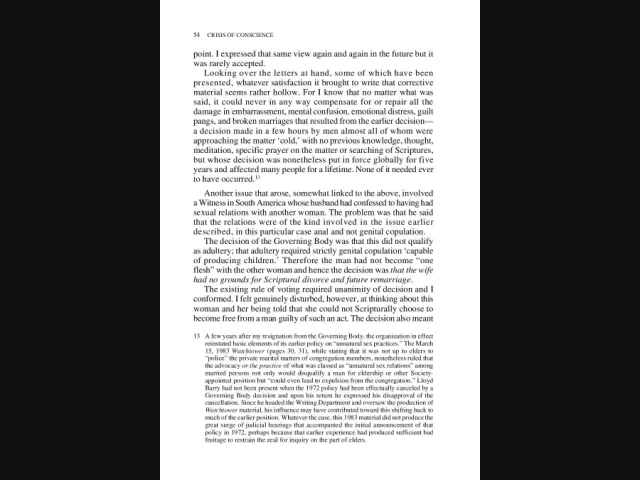 54 CRISIS OF CONSCIENCE
point. I expressed that same view again and again in the future but it
was rarely accepted.
Looking over the letters at hand, some of which have been
presented, whatever satisfaction it brought to write that corrective
material seems rather hollow. For I know that no matter what was
said, it could never in any way compensate for or repair all the
damage in embarrassment, mental confusion, emotional distress, guilt
pangs, and broken marriages that resulted from the earlier decision—
a decision made in a few hours by men almost all of whom were
approaching the matter ‘cold,’ with no previous knowledge, thought,
meditation, specific prayer on the matter or searching of Scriptures,
but whose decision was nonetheless put in force globally for five
years and affected many people for a lifetime. None of it needed ever
to have occurred.13
Another issue that arose, somewhat linked to the above, involved
a Witness in South America whose husband had confessed to having had
sexual relations with another woman. The problem was that he said
that the relations were of the kind involved in the issue earlier
described, in this particular case anal and not genital copulation.
The decision of the Governing Body was that this did not qualify
as adultery; that adultery required strictly genital copulation ‘capable
of producing children.’ Therefore the man had not become “one
flesh” with the other woman and hence the decision was that the wife
had no grounds for Scriptural divorce and future remarriage.
The existing rule of voting required unanimity of decision and I
conformed. I felt genuinely disturbed, however, at thinking about this
woman and her being told that she could not Scripturally choose to
become free from a man guilty of such an act. The decision also meant
13 A few years after my resignation from the Governing Body, the organization in effect
reinstated basic elements of its earlier policy on “unnatural sex practices.” The March
15, 1983 Watchtower (pages 30, 31), while stating that it was not up to elders to
“police” the private marital matters of congregation members, nonetheless ruled that
the advocacy or the practice of what was classed as “unnatural sex relations” among
married persons not only would disqualify a man for eldership or other Society-
appointed position but “could even lead to expulsion from the congregation.” Lloyd
Barry had not been present when the 1972 policy had been effectually canceled by a
Governing Body decision and upon his return he expressed his disapproval of the
cancellation. Since he headed the Writing Department and oversaw the production of
Watchtower material, his influence may have contributed toward this shifting back to
much of the earlier position. Whatever the case, this 1983 material did not produce the
great surge of judicial hearings that accompanied the initial announcement of that
policy in 1972, perhaps because that earlier experience had produced sufficient bad
fruitage to restrain the zeal for inquiry on the part of elders.